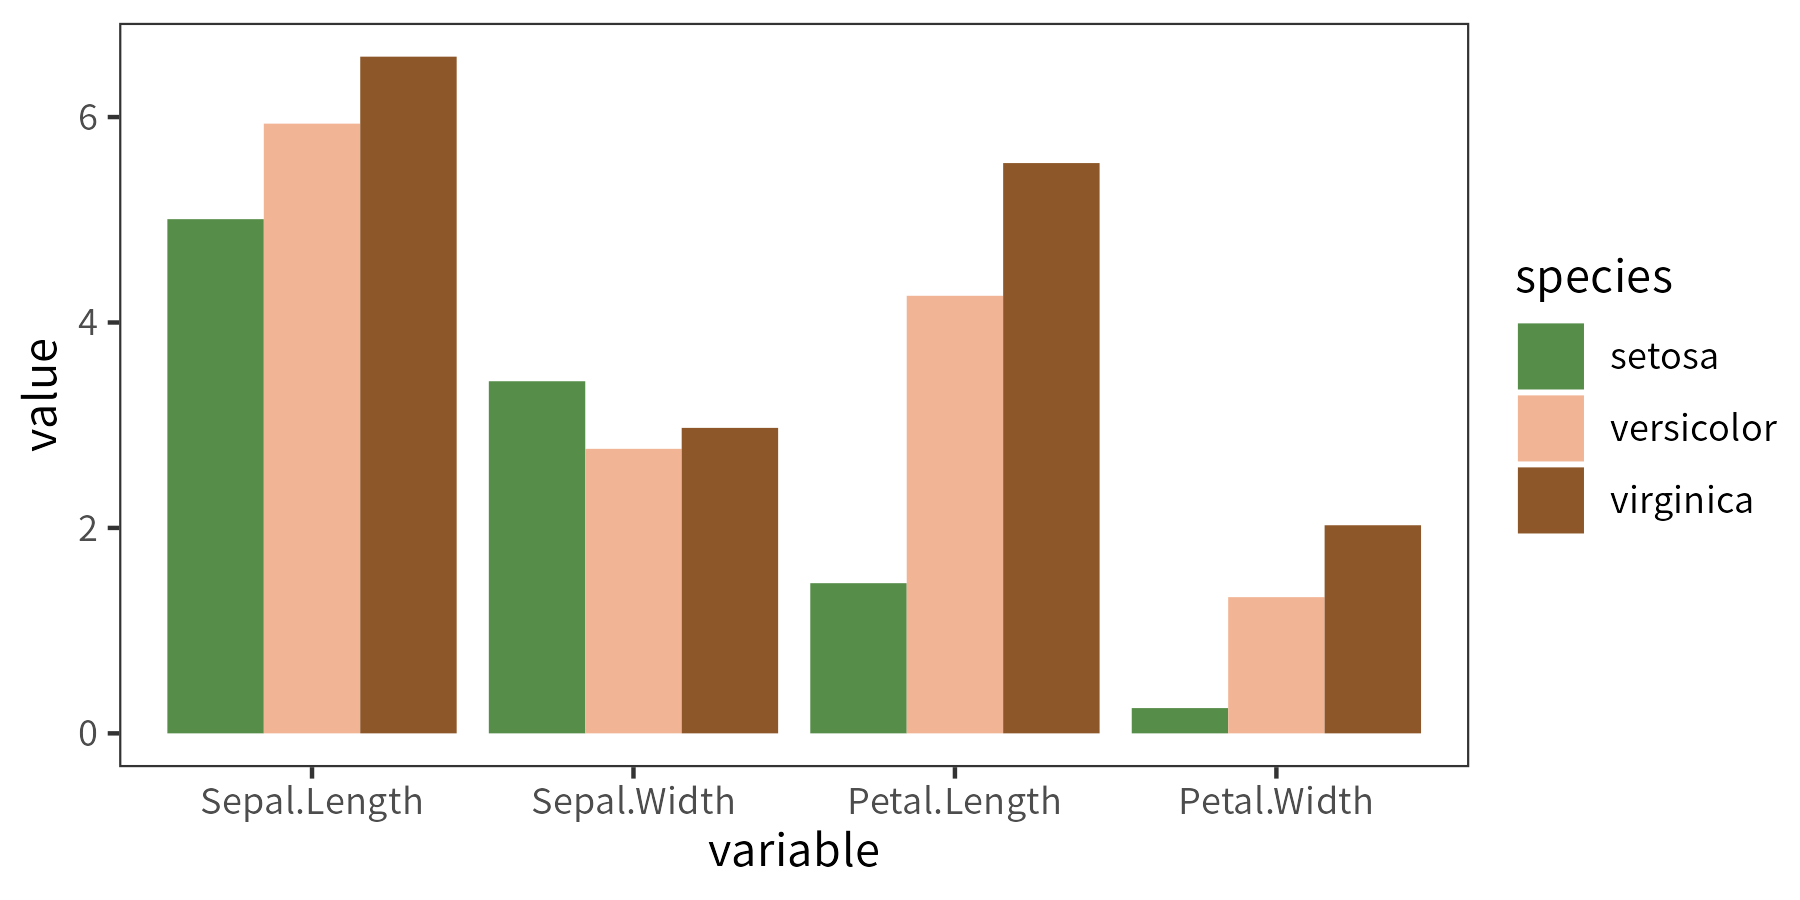 value
6
4
2
0
Sepal.Length Sepal.Width Petal.Length Petal.Width
variable
species
setosa
versicolor
virginica